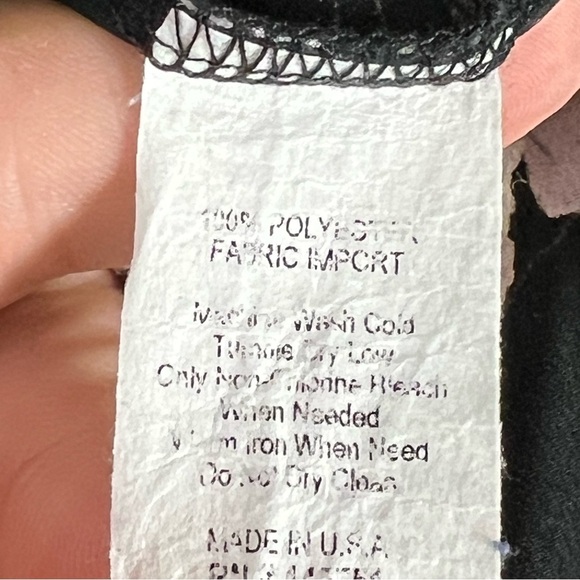 100% POLYESTER
FABRIC IMPORT
Machine Wash Cold
Tumble Dry Low
Only Non-Chlorine Bleach
When Needed
Warm Iron When Need
Do Not Dry Clean
MADE IN U.S.A